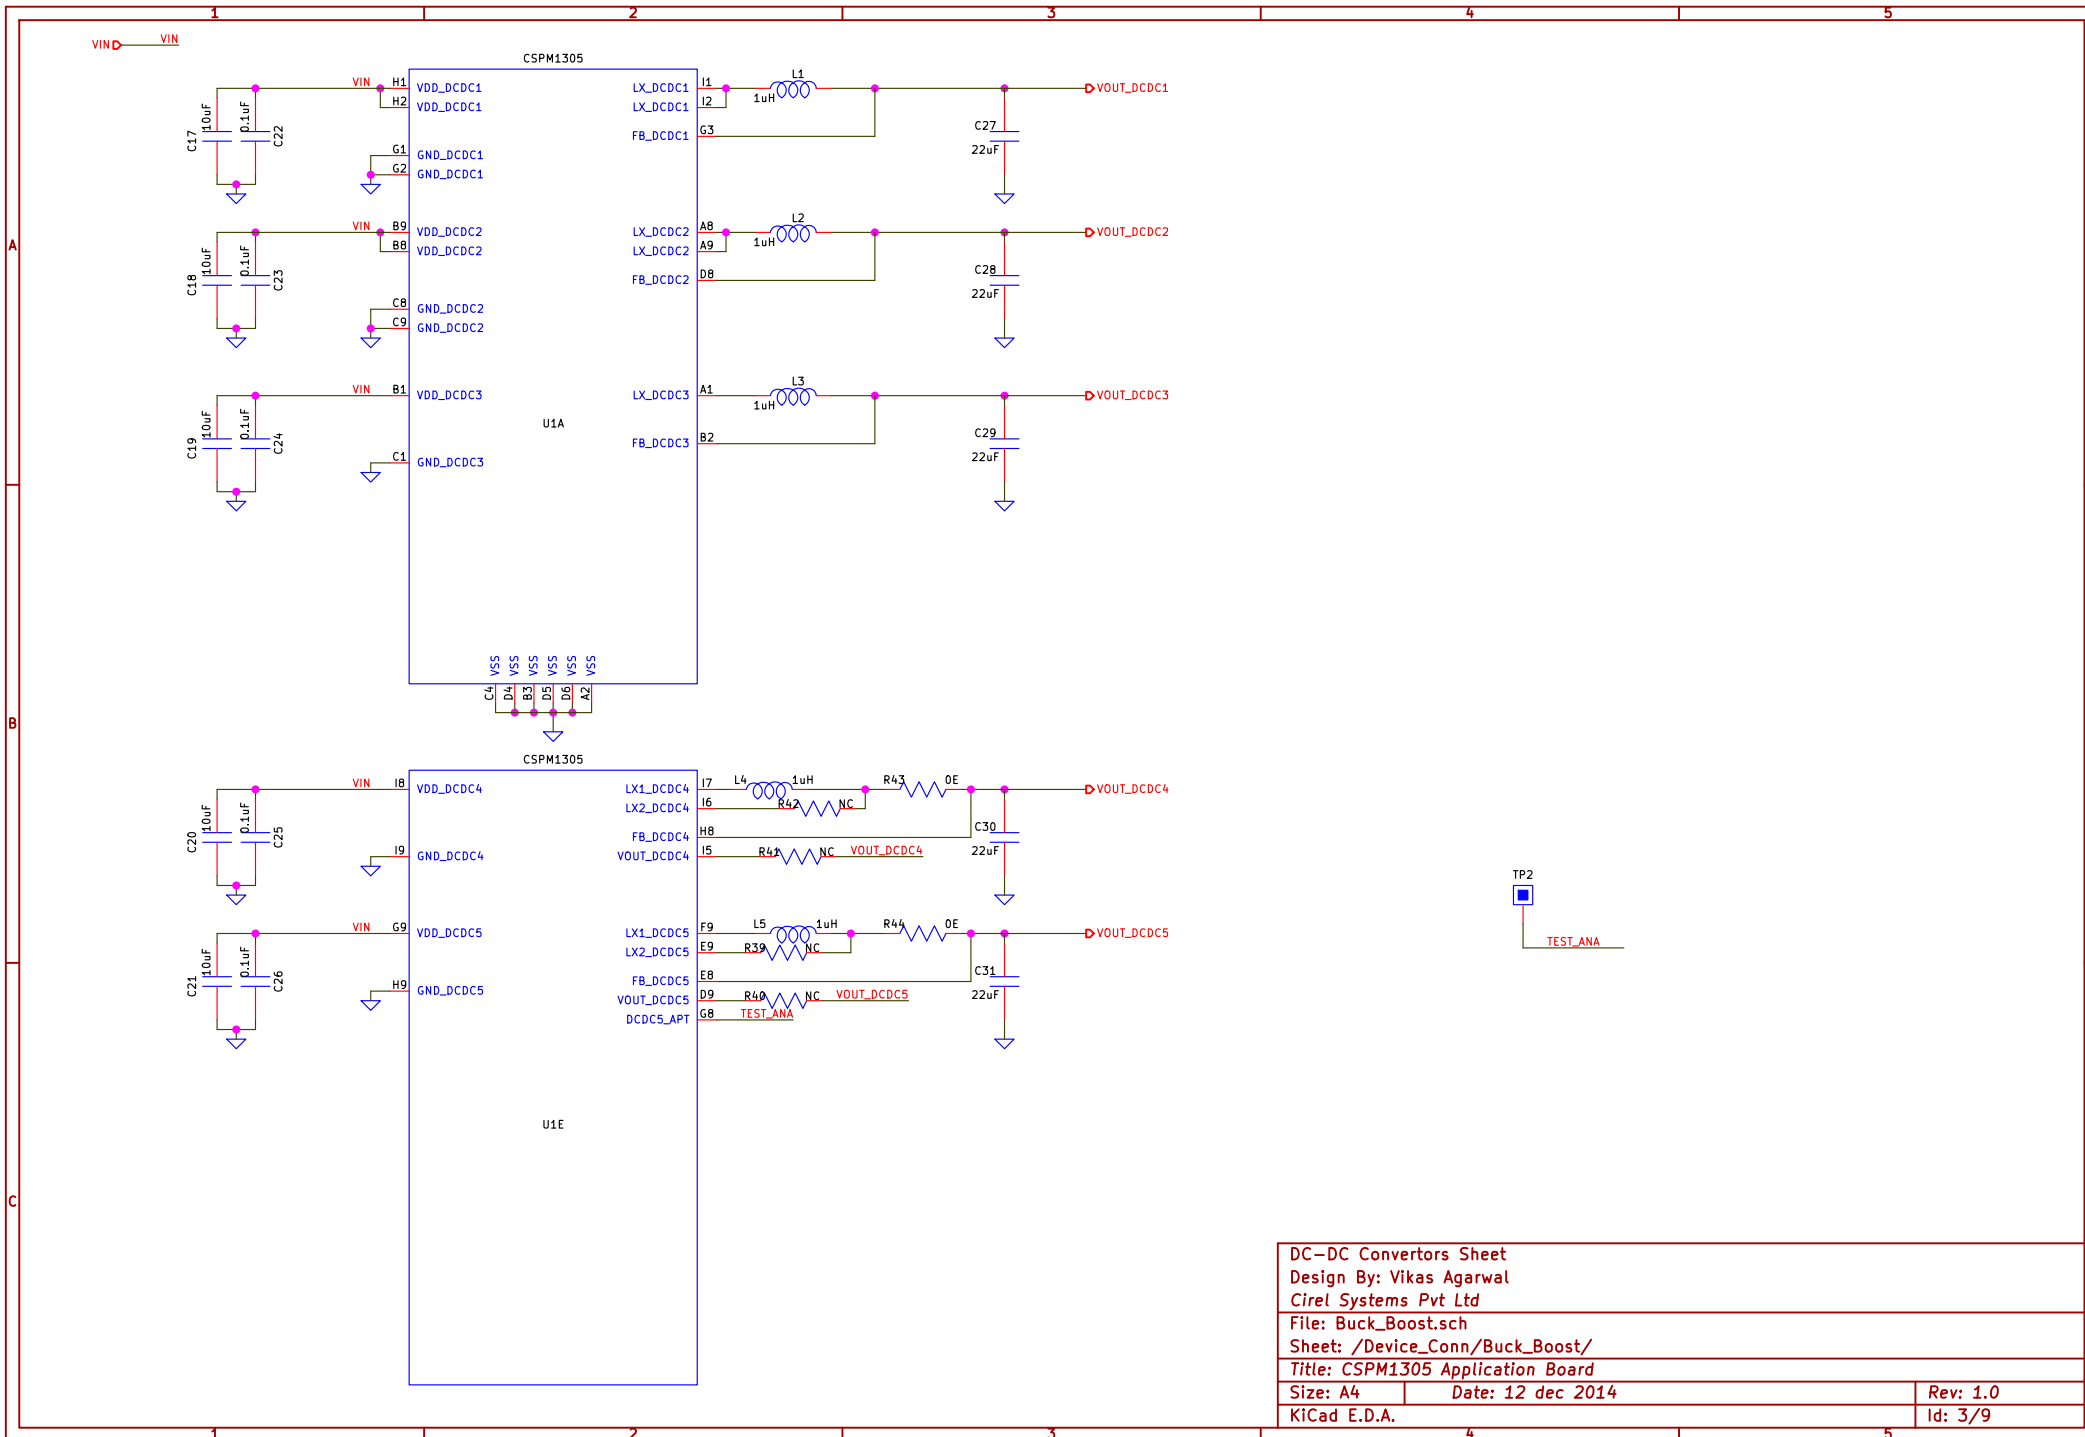 1 2 3 4 5
VIN VIN
CSPM1305
C17 10uF 0.1uF C22
VIN H1 VDD_DCDC1 LX_DCDC1 I1 L1 1uH VOUT_DCDC1
H2 VDD_DCDC1 LX_DCDC1 I2
FB_DCDC1 G3 C27 22uF
G1 GND_DCDC1
G2 GND_DCDC1
A
C18 10uF 0.1uF C23
VIN B9 VDD_DCDC2 LX_DCDC2 A8 L2 1uH VOUT_DCDC2
B8 VDD_DCDC2 LX_DCDC2 A9
FB_DCDC2 D8 C28 22uF
C8 GND_DCDC2
C9 GND_DCDC2
C19 10uF 0.1uF C24
VIN B1 VDD_DCDC3 LX_DCDC3 A1 L3 1uH VOUT_DCDC3
U1A
FB_DCDC3 B2 C29 22uF
C1 GND_DCDC3
VSS VSS VSS VSS VSS VSS
C4 D4 B3 D5 D6 A2
B
CSPM1305
C20 10uF 0.1uF C25
VIN I8 VDD_DCDC4 LX1_DCDC4 I7 L4 1uH R43 0E VOUT_DCDC4
LX2_DCDC4 I6 R42 NC
FB_DCDC4 H8 C30 22uF
I9 GND_DCDC4 VOUT_DCDC4 I5 R41 NC VOUT_DCDC4
TP2
TEST_ANA
C21 10uF 0.1uF C26
VIN G9 VDD_DCDC5 LX1_DCDC5 F9 L5 1uH R44 0E VOUT_DCDC5
LX2_DCDC5 E9 R39 NC
FB_DCDC5 E8 C31 22uF
H9 GND_DCDC5 VOUT_DCDC5 D9 R40 NC VOUT_DCDC5
DCDC5_APT G8 TEST_ANA
U1E
C
DC-DC Convertors Sheet
Design By: Vikas Agarwal
Cirel Systems Pvt Ltd
File: Buck_Boost.sch
Sheet: /Device_Conn/Buck_Boost/
Title: CSPM1305 Application Board
Size: A4 Date: 12 dec 2014 Rev: 1.0
KiCad E.D.A. Id: 3/9
1 2 3 4 5